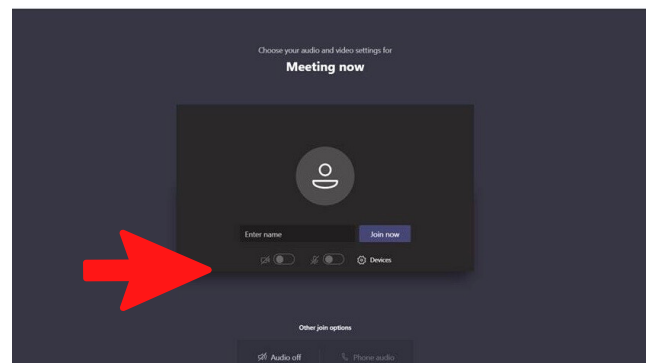 Choose your audio and video settings for
Meeting now
Enter name
Join now
Devices
Other join options
Audio off
Phone audio